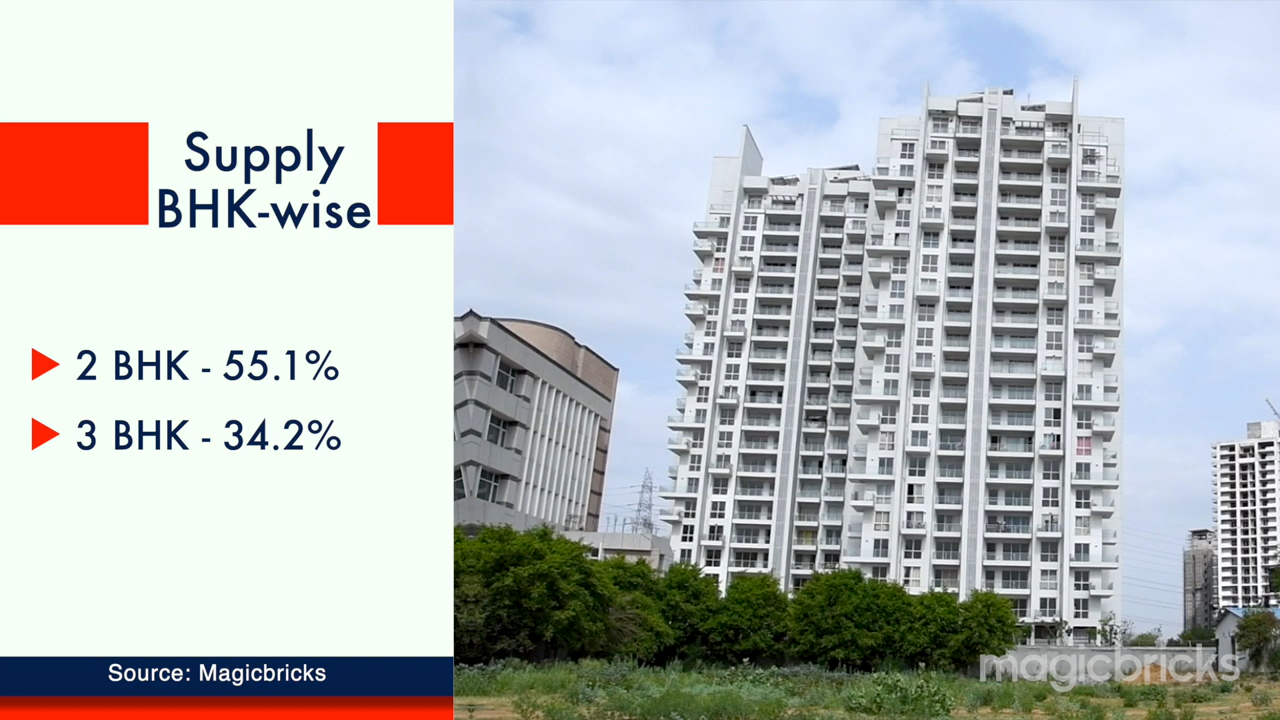 Supply
BHK-wise
2 BHK - 55.1%
3 BHK - 34.2%
Source: Magicbricks
magicbricks